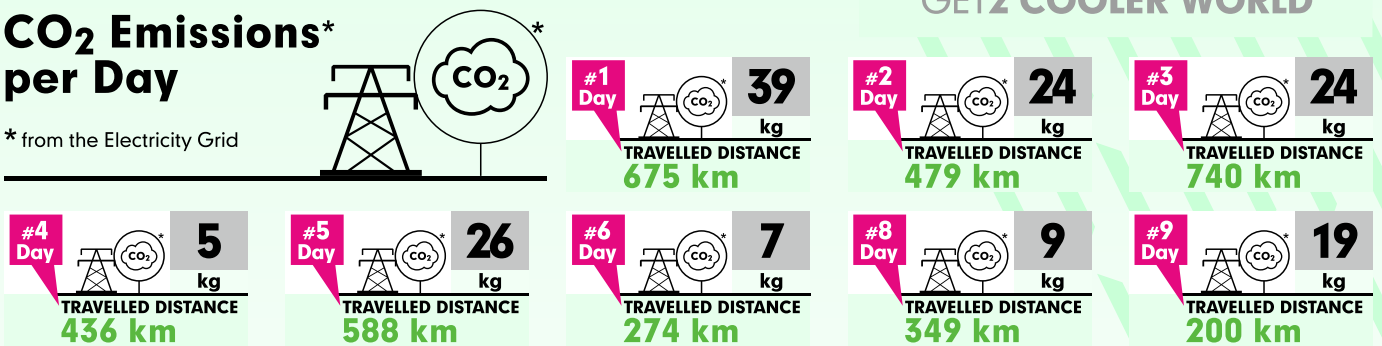 GET2 COOLER WORLD
CO2 Emissions*
per Day
* from the Electricity Grid
CO2
*
#1
Day
CO2
*
39
kg
TRAVELLED DISTANCE
675 km
#2
Day
CO2
*
24
kg
TRAVELLED DISTANCE
479 km
#3
Day
CO2
*
24
kg
TRAVELLED DISTANCE
740 km
#4
Day
CO2
*
5
kg
TRAVELLED DISTANCE
436 km
#5
Day
CO2
*
26
kg
TRAVELLED DISTANCE
588 km
#6
Day
CO2
*
7
kg
TRAVELLED DISTANCE
274 km
#8
Day
CO2
*
9
kg
TRAVELLED DISTANCE
349 km
#9
Day
CO2
*
19
kg
TRAVELLED DISTANCE
200 km